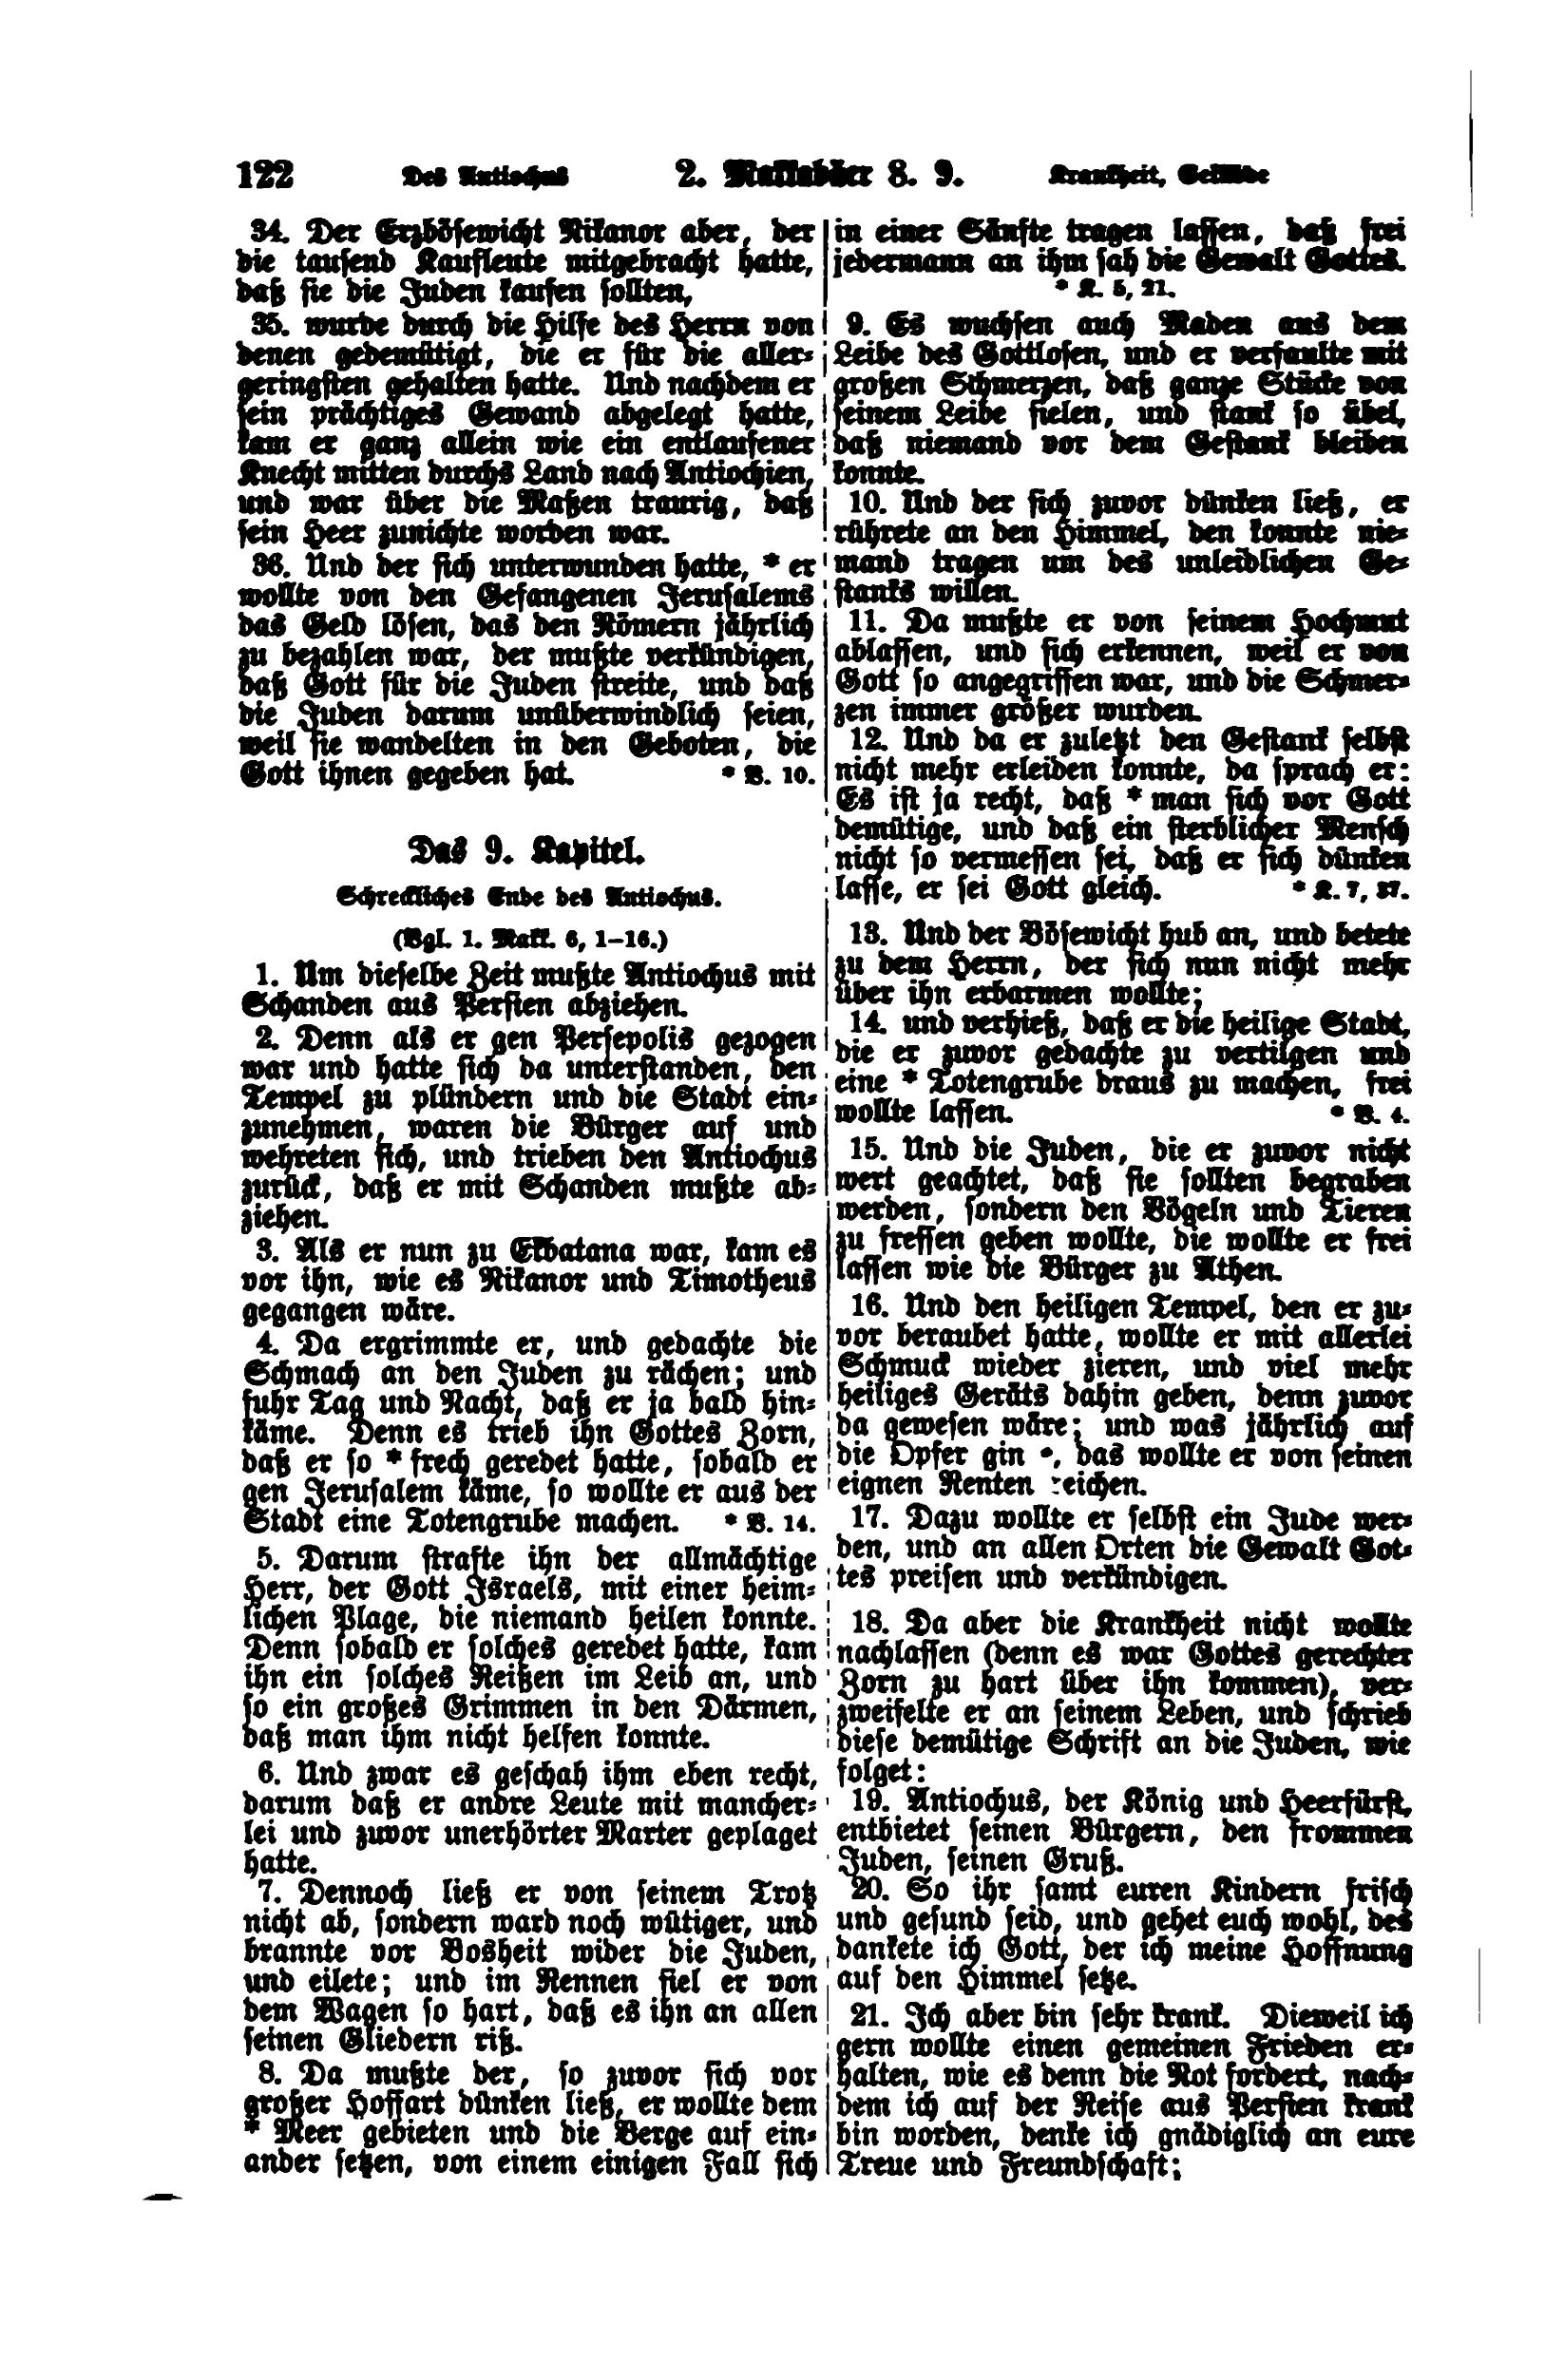 122 Des Antiochus 2. Makkabäer 8. 9. Krankheit, Gelübde
34. Der Erzbösewicht Nikanor aber, der
die tausend Kaufleute mitgebracht hatte,
daß sie die Juden kaufen sollten,
35. wurde durch die Hilfe des Herrn von
denen gedemütigt, die er für die aller-
geringsten gehalten hatte. Und nachdem er
sein prächtiges Gewand abgelegt hatte,
kam er ganz allein wie ein entlaufener
Knecht mitten durchs Land nach Antiochien,
und war über die Maßen traurig, daß
sein Heer zunichte worden war.
36. Und der sich unterwunden hatte, * er
wollte von den Gefangenen Jerusalems
das Geld lösen, das den Römern jährlich
zu bezahlen war, der mußte verkündigen,
daß Gott für die Juden streite, und daß
die Juden darum unüberwindlich seien,
weil sie wandelten in den Geboten, die
Gott ihnen gegeben hat. * V. 10.
Das 9. Kapitel.
Schreckliches Ende des Antiochus.
(Vgl. 1. Makk. 6, 1–16.)
1. Um dieselbe Zeit mußte Antiochus mit
Schanden aus Persien abziehen.
2. Denn als er gen Persepolis gezogen
war und hatte sich da unterstanden, den
Tempel zu plündern und die Stadt ein-
zunehmen, waren die Bürger auf und
wehreten sich, und trieben den Antiochus
zurück, daß er mit Schanden mußte ab-
ziehen.
3. Als er nun zu Ekbatana war, kam es
vor ihn, wie es Nikanor und Timotheus
gegangen wäre.
4. Da ergrimmte er, und gedachte die
Schmach an den Juden zu rächen; und
fuhr Tag und Nacht, daß er ja bald hin-
käme. Denn es trieb ihn Gottes Zorn,
daß er so * frech geredet hatte, sobald er
gen Jerusalem käme, so wollte er aus der
Stadt eine Totengrube machen. * V. 14.
5. Darum strafte ihn der allmächtige
Herr, der Gott Israels, mit einer heim-
lichen Plage, die niemand heilen konnte.
Denn sobald er solches geredet hatte, kam
ihn ein solches Reißen im Leib an, und
so ein großes Grimmen in den Därmen,
daß man ihm nicht helfen konnte.
6. Und zwar es geschah ihm eben recht,
darum daß er andre Leute mit mancher-
lei und zuvor unerhörter Marter geplaget
hatte.
7. Dennoch ließ er von seinem Trotz
nicht ab, sondern ward noch wütiger, und
brannte vor Bosheit wider die Juden,
und eilete; und im Rennen fiel er von
dem Wagen so hart, daß es ihn an allen
seinen Gliedern riß.
8. Da mußte der, so zuvor sich vor
großer Hoffart dünken ließ, er wollte dem
* Meer gebieten und die Berge auf ein-
ander setzen, von einem einigen Fall sich
in einer Sänfte tragen lassen, daß frei
jedermann an ihm sah die Gewalt Gottes.
* K. 5, 21.
9. Es wuchsen auch Maden aus dem
Leibe des Gottlosen, und er verfaulte mit
großen Schmerzen, daß ganze Stücke von
seinem Leibe fielen, und stank so übel,
daß niemand vor dem Gestank bleiben
konnte.
10. Und der sich zuvor dünken ließ, er
rührete an den Himmel, den konnte nie-
mand tragen um des unleidlichen Ge-
stanks willen.
11. Da mußte er von seinem Hochmut
ablassen, und sich erkennen, weil er von
Gott so angegriffen war, und die Schmer-
zen immer größer wurden.
12. Und da er zuletzt den Gestank selbst
nicht mehr erleiden konnte, da sprach er:
Es ist ja recht, daß * man sich vor Gott
demütige, und daß ein sterblicher Mensch
nicht so vermessen sei, daß er sich dünken
lasse, er sei Gott gleich. * K. 7, 37.
13. Und der Bösewicht hub an, und betete
zu dem Herrn, der sich nun nicht mehr
über ihn erbarmen wollte;
14. und verhieß, daß er die heilige Stadt,
die er zuvor gedachte zu vertilgen und
eine * Totengrube draus zu machen, frei
wollte lassen. * V. 4.
15. Und die Juden, die er zuvor nicht
wert geachtet, daß sie sollten begraben
werden, sondern den Vögeln und Tieren
zu fressen geben wollte, die wollte er frei
lassen wie die Bürger zu Athen.
16. Und den heiligen Tempel, den er zu-
vor beraubet hatte, wollte er mit allerlei
Schmuck wieder zieren, und viel mehr
heiliges Geräts dahin geben, denn zuvor
da gewesen wäre; und was jährlich auf
die Opfer gin , das wollte er von seinen
eignen Renten reichen.
17. Dazu wollte er selbst ein Jude wer-
den, und an allen Orten die Gewalt Got-
tes preisen und verkündigen.
18. Da aber die Krankheit nicht wollte
nachlassen (denn es war Gottes gerechter
Zorn zu hart über ihn kommen), ver-
zweifelte er an seinem Leben, und schrieb
diese demütige Schrift an die Juden, wie
folget:
19. Antiochus, der König und Heerfürst,
entbietet seinen Bürgern, den frommen
Juden, seinen Gruß.
20. So ihr samt euren Kindern frisch
und gesund seid, und gehet euch wohl, des
dankete ich Gott, der ich meine Hoffnung
auf den Himmel setze.
21. Ich aber bin sehr krank. Dieweil ich
gern wollte einen gemeinen Frieden er-
halten, wie es denn die Not fordert, nach-
dem ich auf der Reise aus Persien krank
bin worden, denke ich gnädiglich an eure
Treue und Freundschaft;